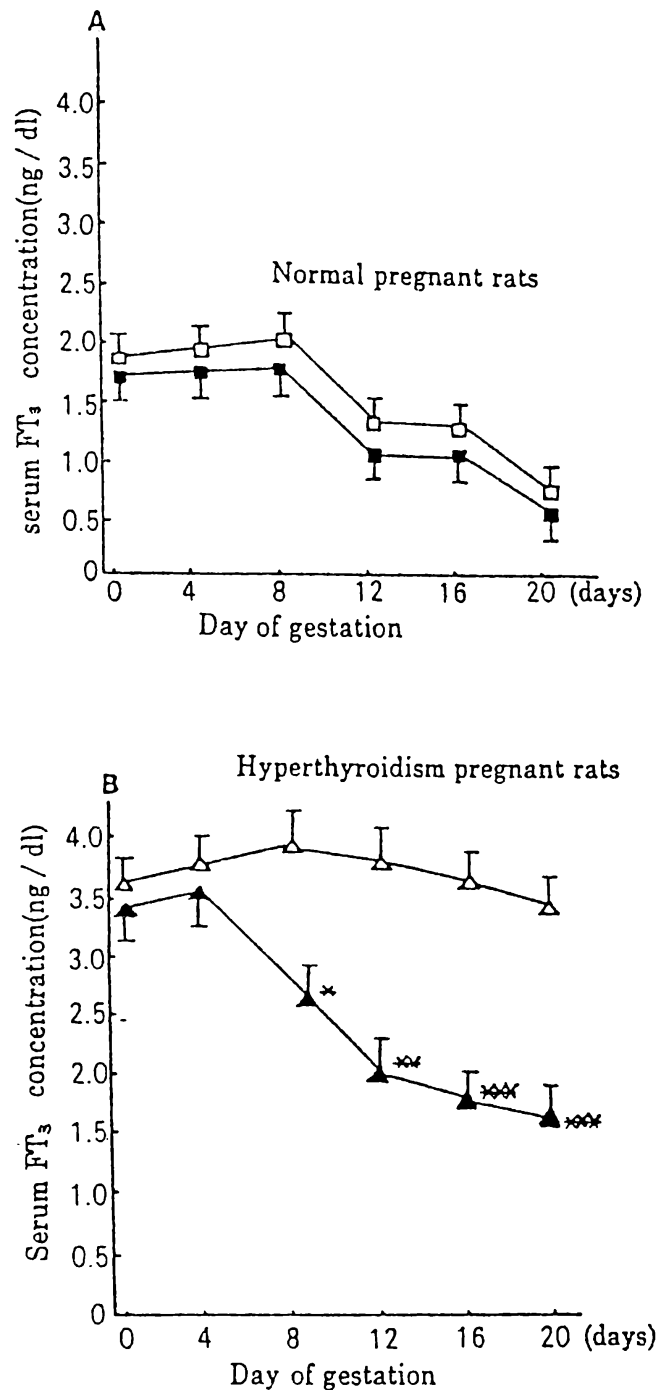 A
serum FT₃ concentration(ng / dl)
4.0
3.5
3.0
2.5
2.0
1.5
1.0
0.5
0
Normal pregnant rats
0 4 8 12 16 20 (days)
Day of gestation
B
Hyperthyroidism pregnant rats
Serum FT₃ concentration(ng / dl)
4.0
3.5
2.5
2.0
1.5
1.0
0.5
0
*
**
***
***
0 4 8 12 16 20 (days)
Day of gestation